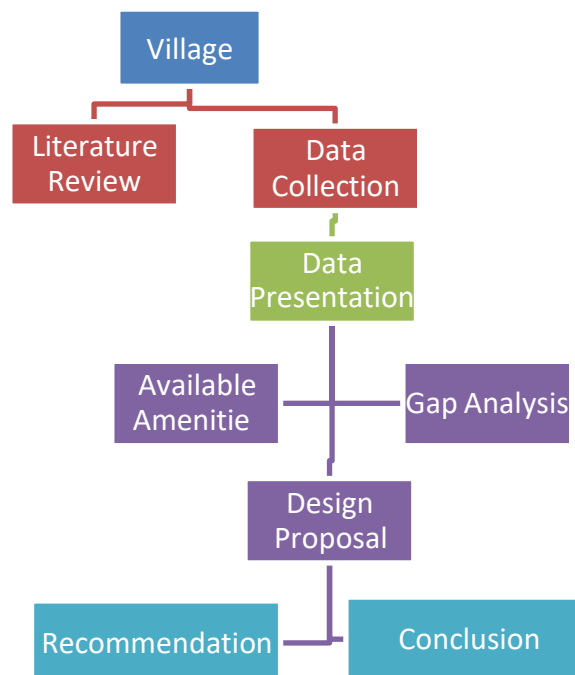 Village
Literature
Review
Data
Collection
Data
Presentation
Available
Amenitie
Gap Analysis
Design
Proposal
Recommendation
Conclusion